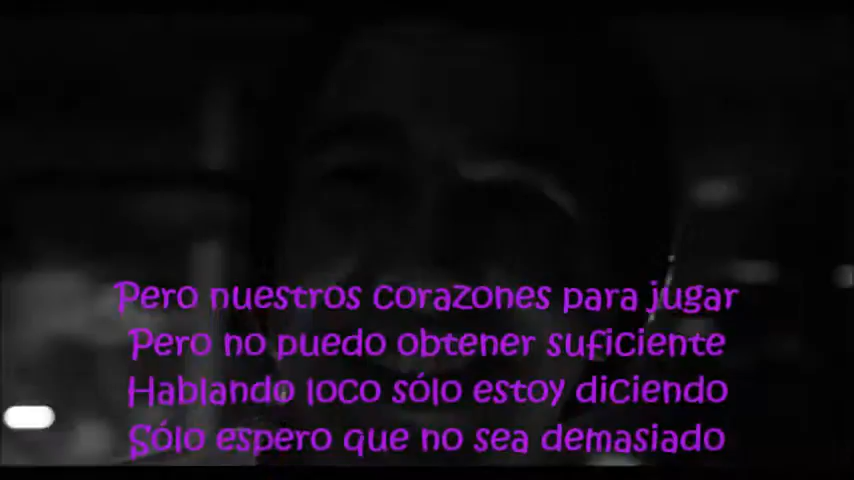 Pero nuestros corazones para jugar
Pero no puedo obtener suficiente
Hablando loco sólo estoy diciendo
Sólo espero que no sea demasiado